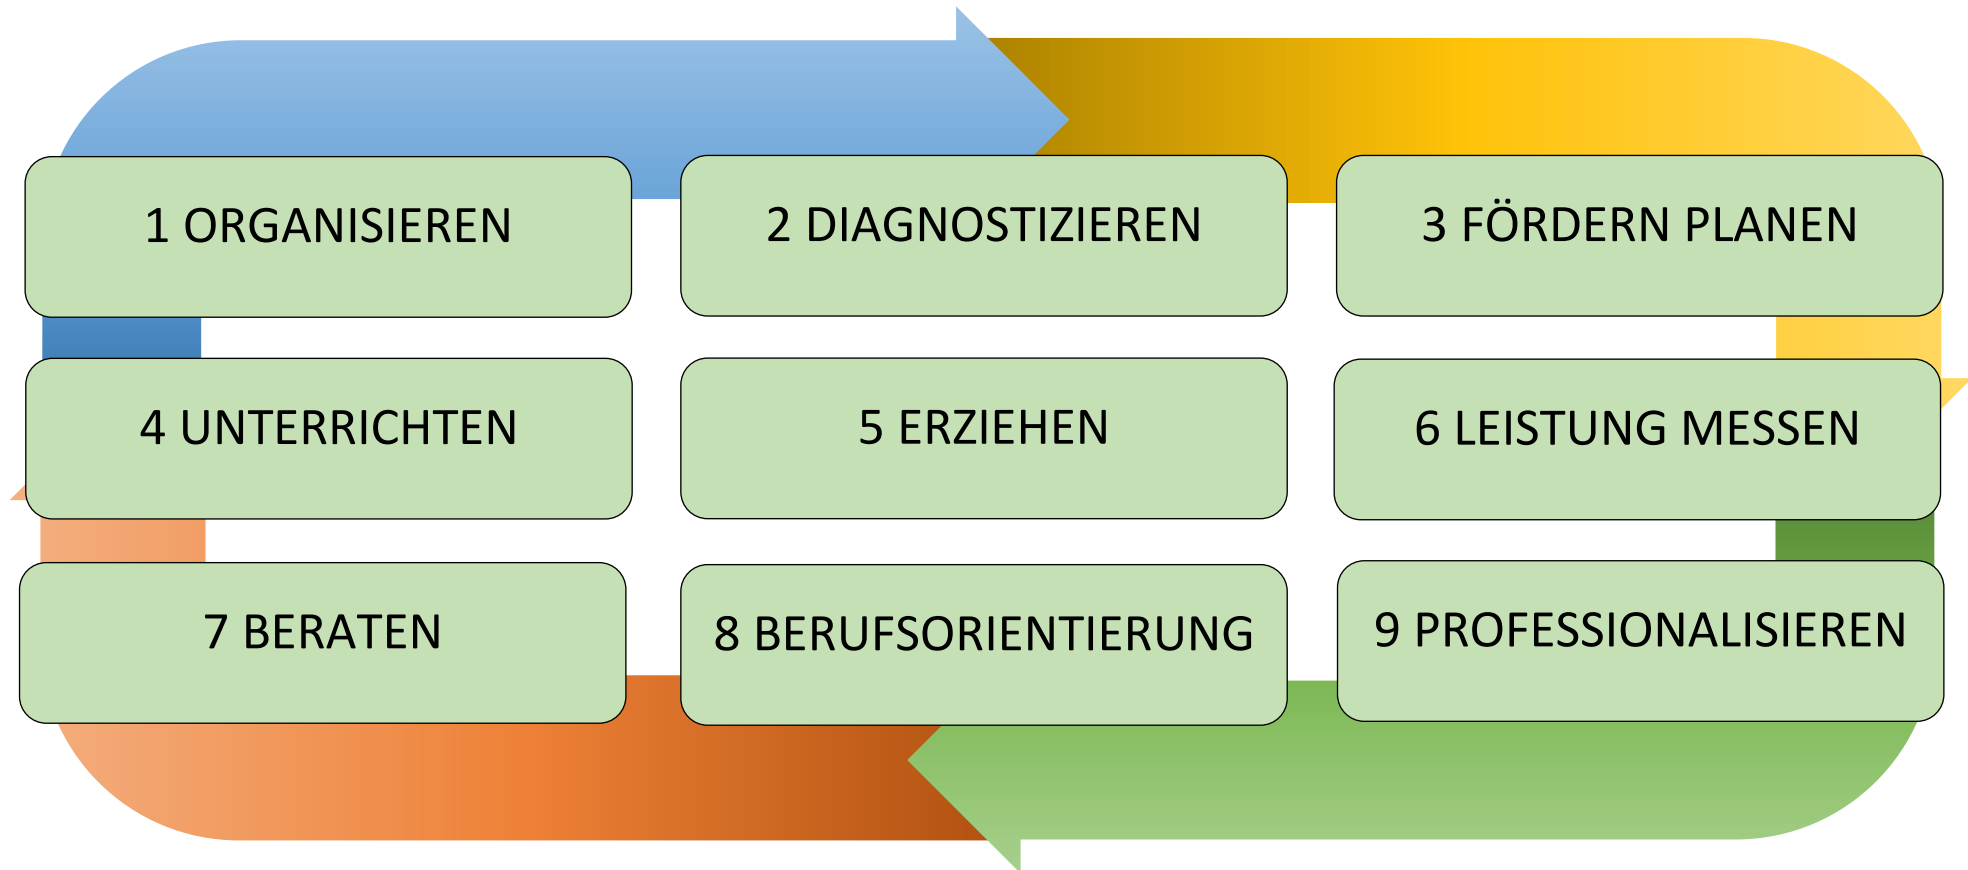 1 ORGANISIEREN
2 DIAGNOSTIZIEREN
3 FÖRDERN PLANEN
4 UNTERRICHTEN
5 ERZIEHEN
6 LEISTUNG MESSEN
7 BERATEN
8 BERUFSORIENTIERUNG
9 PROFESSIONALISIEREN